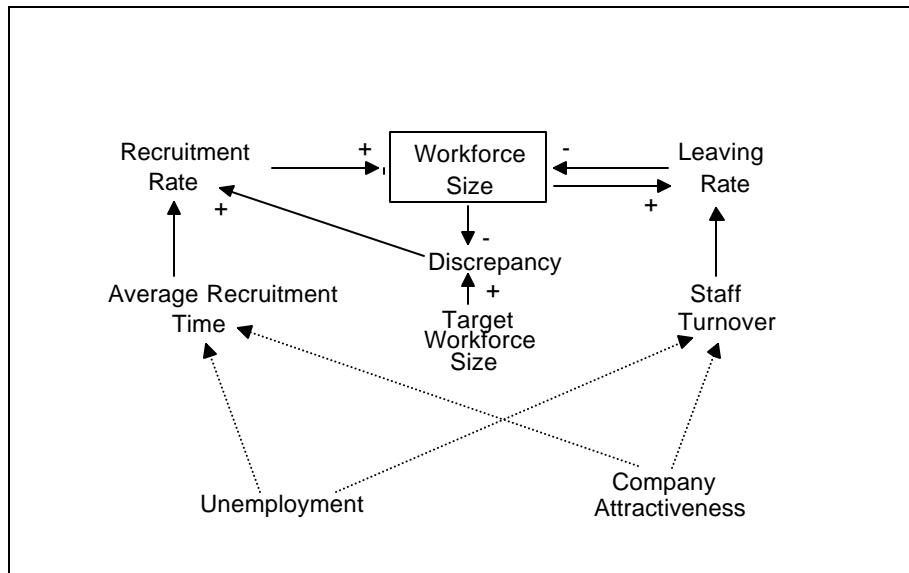 Recruitment
Rate
+
Workforce
Size
-
Leaving
Rate
+
+
-
Discrepancy
+
Average Recruitment
Time
Target
Workforce
Size
Staff
Turnover
Unemployment
Company
Attractiveness